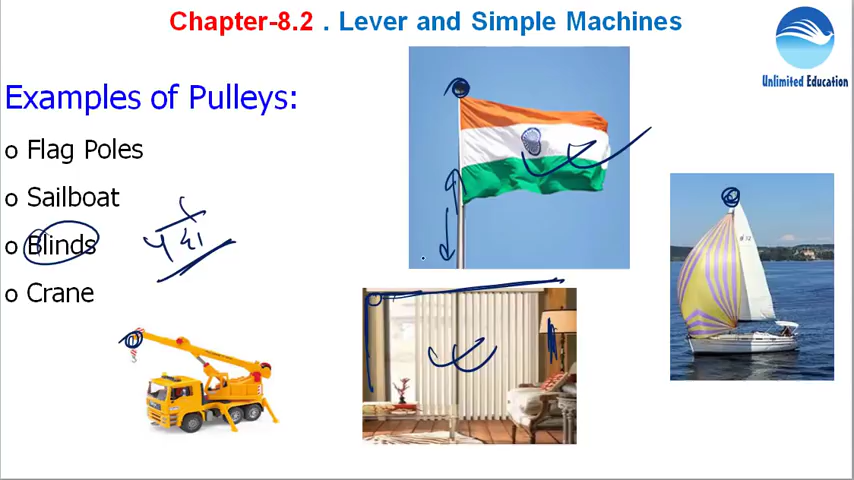 Chapter-8.2 . Lever and Simple Machines
Unlimited Education
Examples of Pulleys:
o Flag Poles
o Sailboat
o Blinds
o Crane